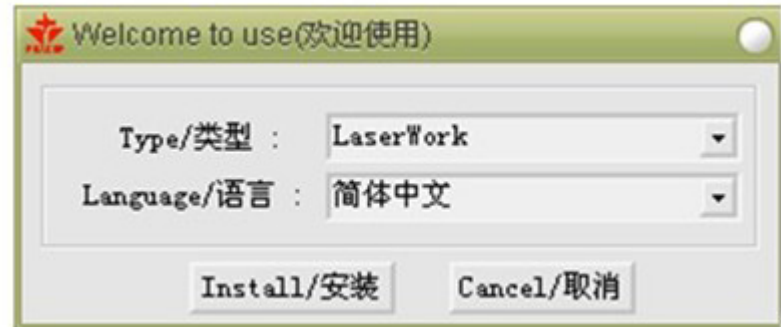 Welcome to use(欢迎使用)
Type/类型 : LaserWork
Language/语言 : 简体中文
Install/安装 Cancel/取消